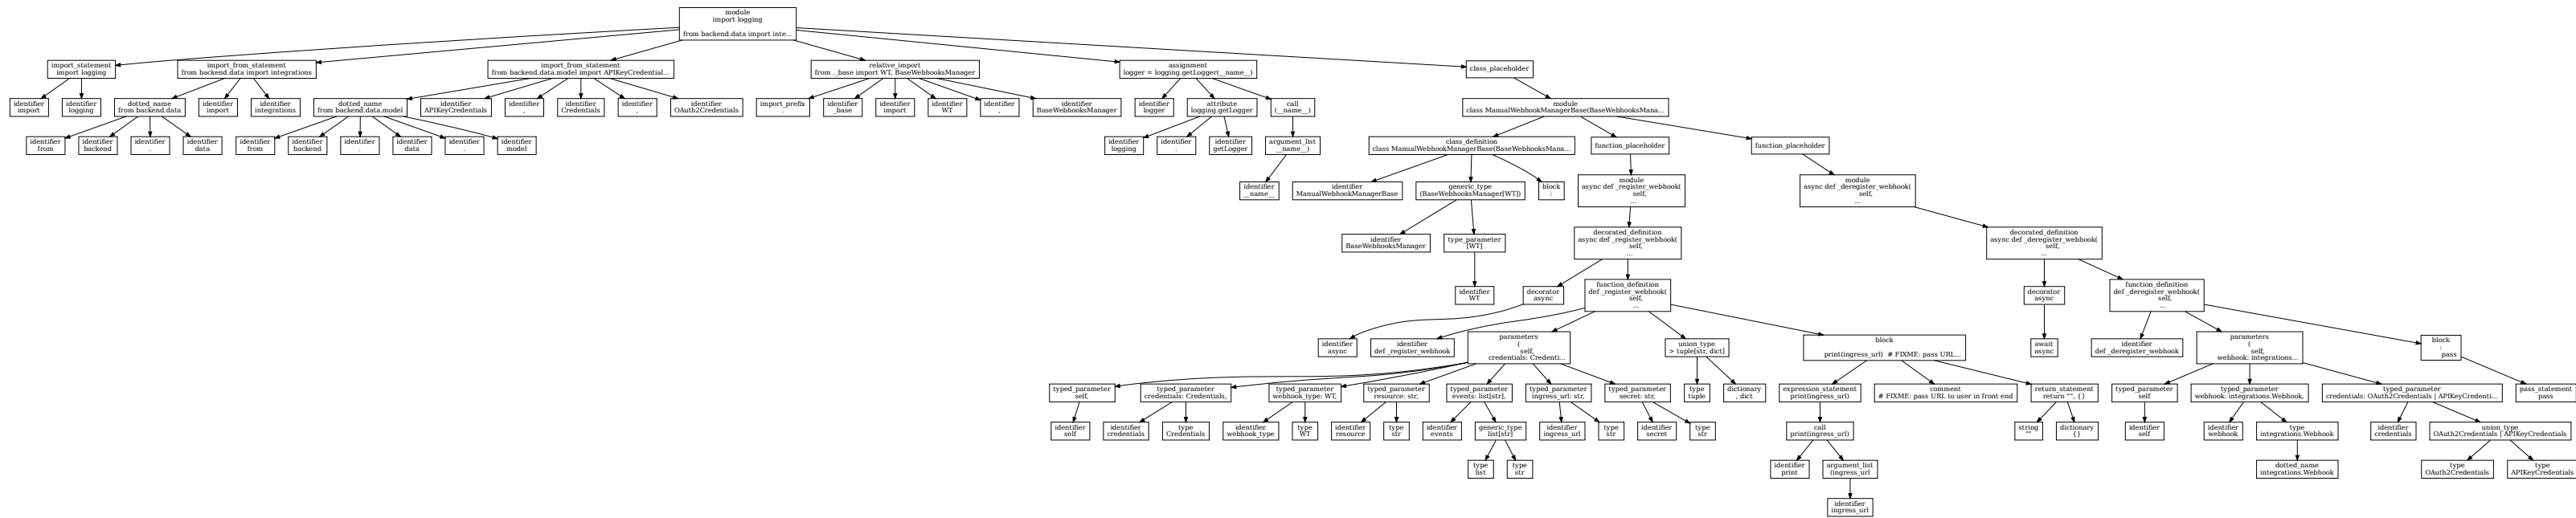 module
import logging
from backend.data import inte...
import_statement
import logging
import_from_statement
from backend.data import integrations
import_from_statement
from backend.data.model import APIKeyCredential...
relative_import
from ._base import WT, BaseWebhooksManager
assignment
logger = logging.getLogger(__name__)
class_placeholder
identifier
import
identifier
logging
dotted_name
from backend.data
identifier
import
identifier
integrations
dotted_name
from backend.data.model
identifier
APIKeyCredentials
identifier
,
identifier
Credentials
identifier
,
identifier
OAuth2Credentials
import_prefix
.
identifier
_base
identifier
import
identifier
WT
identifier
,
identifier
BaseWebhooksManager
identifier
logger
attribute
logging.getLogger
call
(__name__)
module
class ManualWebhookManagerBase(BaseWebhooksMana...
identifier
from
identifier
backend
identifier
.
identifier
data
identifier
from
identifier
backend
identifier
.
identifier
data
identifier
.
identifier
model
identifier
logging
identifier
.
identifier
getLogger
argument_list
__name__)
class_definition
class ManualWebhookManagerBase(BaseWebhooksMana...
function_placeholder
function_placeholder
identifier
__name__
identifier
ManualWebhookManagerBase
generic_type
(BaseWebhooksManager[WT])
block
:
module
async def _register_webhook(
self,
...
module
async def _deregister_webhook(
self,
...
identifier
BaseWebhooksManager
type_parameter
[WT]
decorated_definition
async def _register_webhook(
self,
...
decorated_definition
async def _deregister_webhook(
self,
...
identifier
WT
decorator
async
function_definition
def _register_webhook(
self,
...
decorator
async
function_definition
def _deregister_webhook(
self,
...
identifier
async
identifier
def _register_webhook
parameters
(
self,
credentials: Credenti...
union_type
> tuple[str, dict]
block
print(ingress_url)  # FIXME: pass URL...
await
async
identifier
def _deregister_webhook
parameters
(
self,
webhook: integrations...
block
:
pass
typed_parameter
self,
typed_parameter
credentials: Credentials,
typed_parameter
webhook_type: WT,
typed_parameter
resource: str,
typed_parameter
events: list[str],
typed_parameter
ingress_url: str,
typed_parameter
secret: str,
type
tuple
dictionary
, dict
expression_statement
print(ingress_url)
comment
# FIXME: pass URL to user in front end
return_statement
return "", {}
typed_parameter
self
typed_parameter
webhook: integrations.Webhook,
typed_parameter
credentials: OAuth2Credentials | APIKeyCredenti...
pass_statement
pass
identifier
self
identifier
credentials
type
Credentials
identifier
webhook_type
type
WT
identifier
resource
type
str
identifier
events
generic_type
list[str]
identifier
ingress_url
type
str
identifier
secret
type
str
call
print(ingress_url)
string
""
dictionary
{}
identifier
self
identifier
webhook
type
integrations.Webhook
identifier
credentials
union_type
OAuth2Credentials | APIKeyCredentials
type
list
type
str
identifier
print
argument_list
(ingress_url
dotted_name
integrations.Webhook
type
OAuth2Credentials
type
APIKeyCredentials
identifier
ingress_url